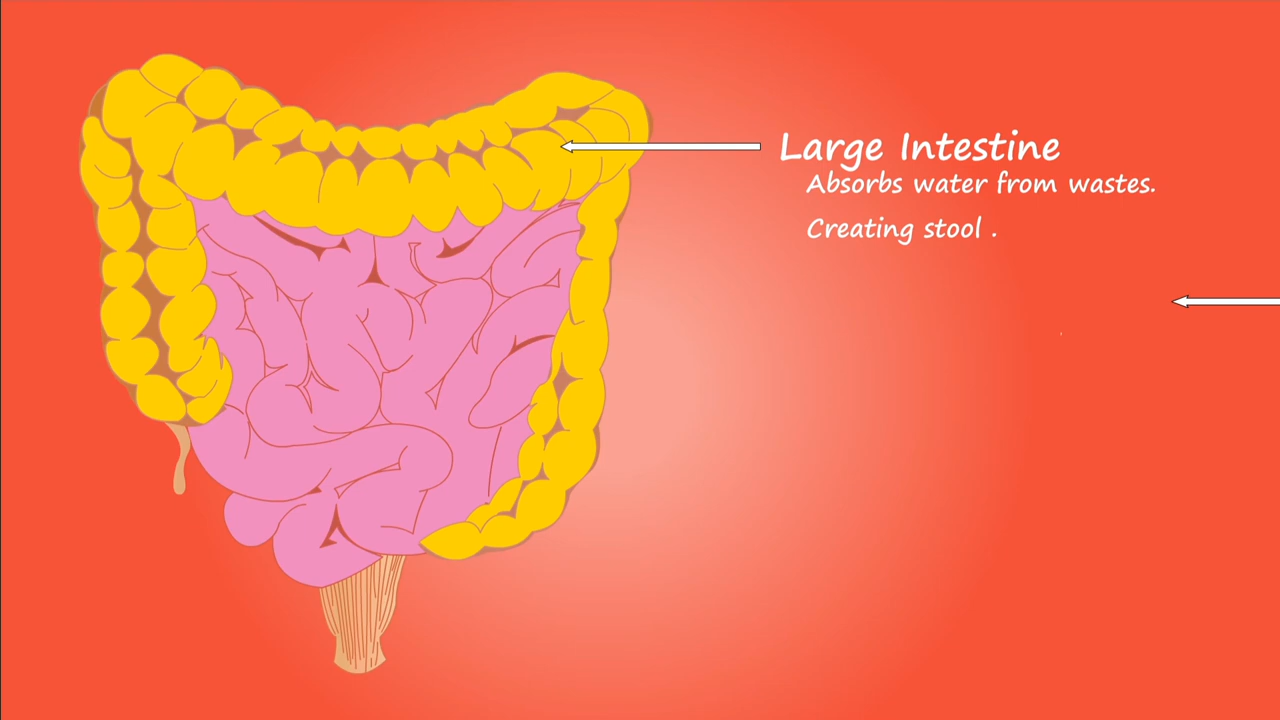 Large Intestine
Absorbs water from wastes.
Creating stool .